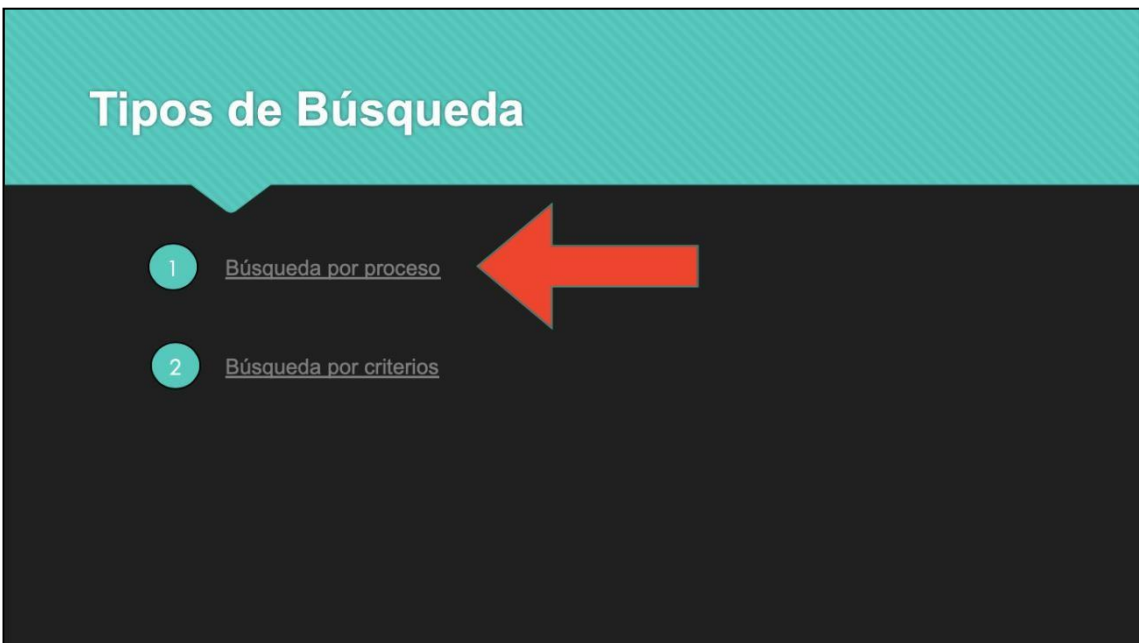 Tipos de Búsqueda
1 Búsqueda por proceso
2 Búsqueda por criterios